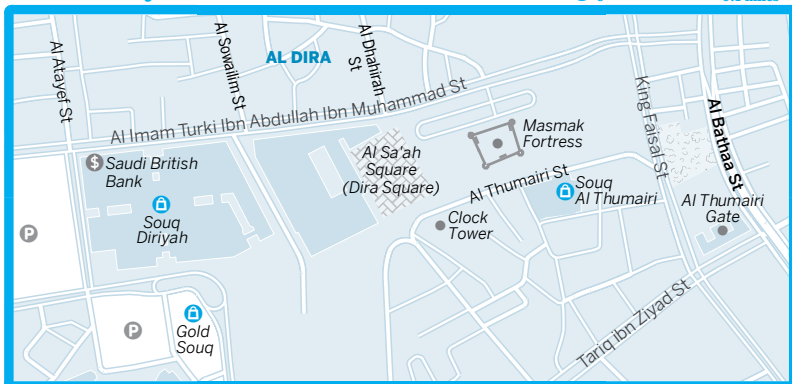 Al Atayef St
Al Sowailim St
AL DIRA
Al Dhahirah
St
Al Imam Turki Ibn Abdullah Ibn Muhammad St
King Faisal St
Al Bathaa St
Masmak
Fortress
Saudi British
Bank
$
Al Sa'ah
Square
(Dira Square)
Al Thumairi St
Souq
Al Thumairi
Al Thumairi
Gate
Souq
Diriyah
Clock
Tower
P
P
Gold
Souq
Tariq ibn Ziyad St